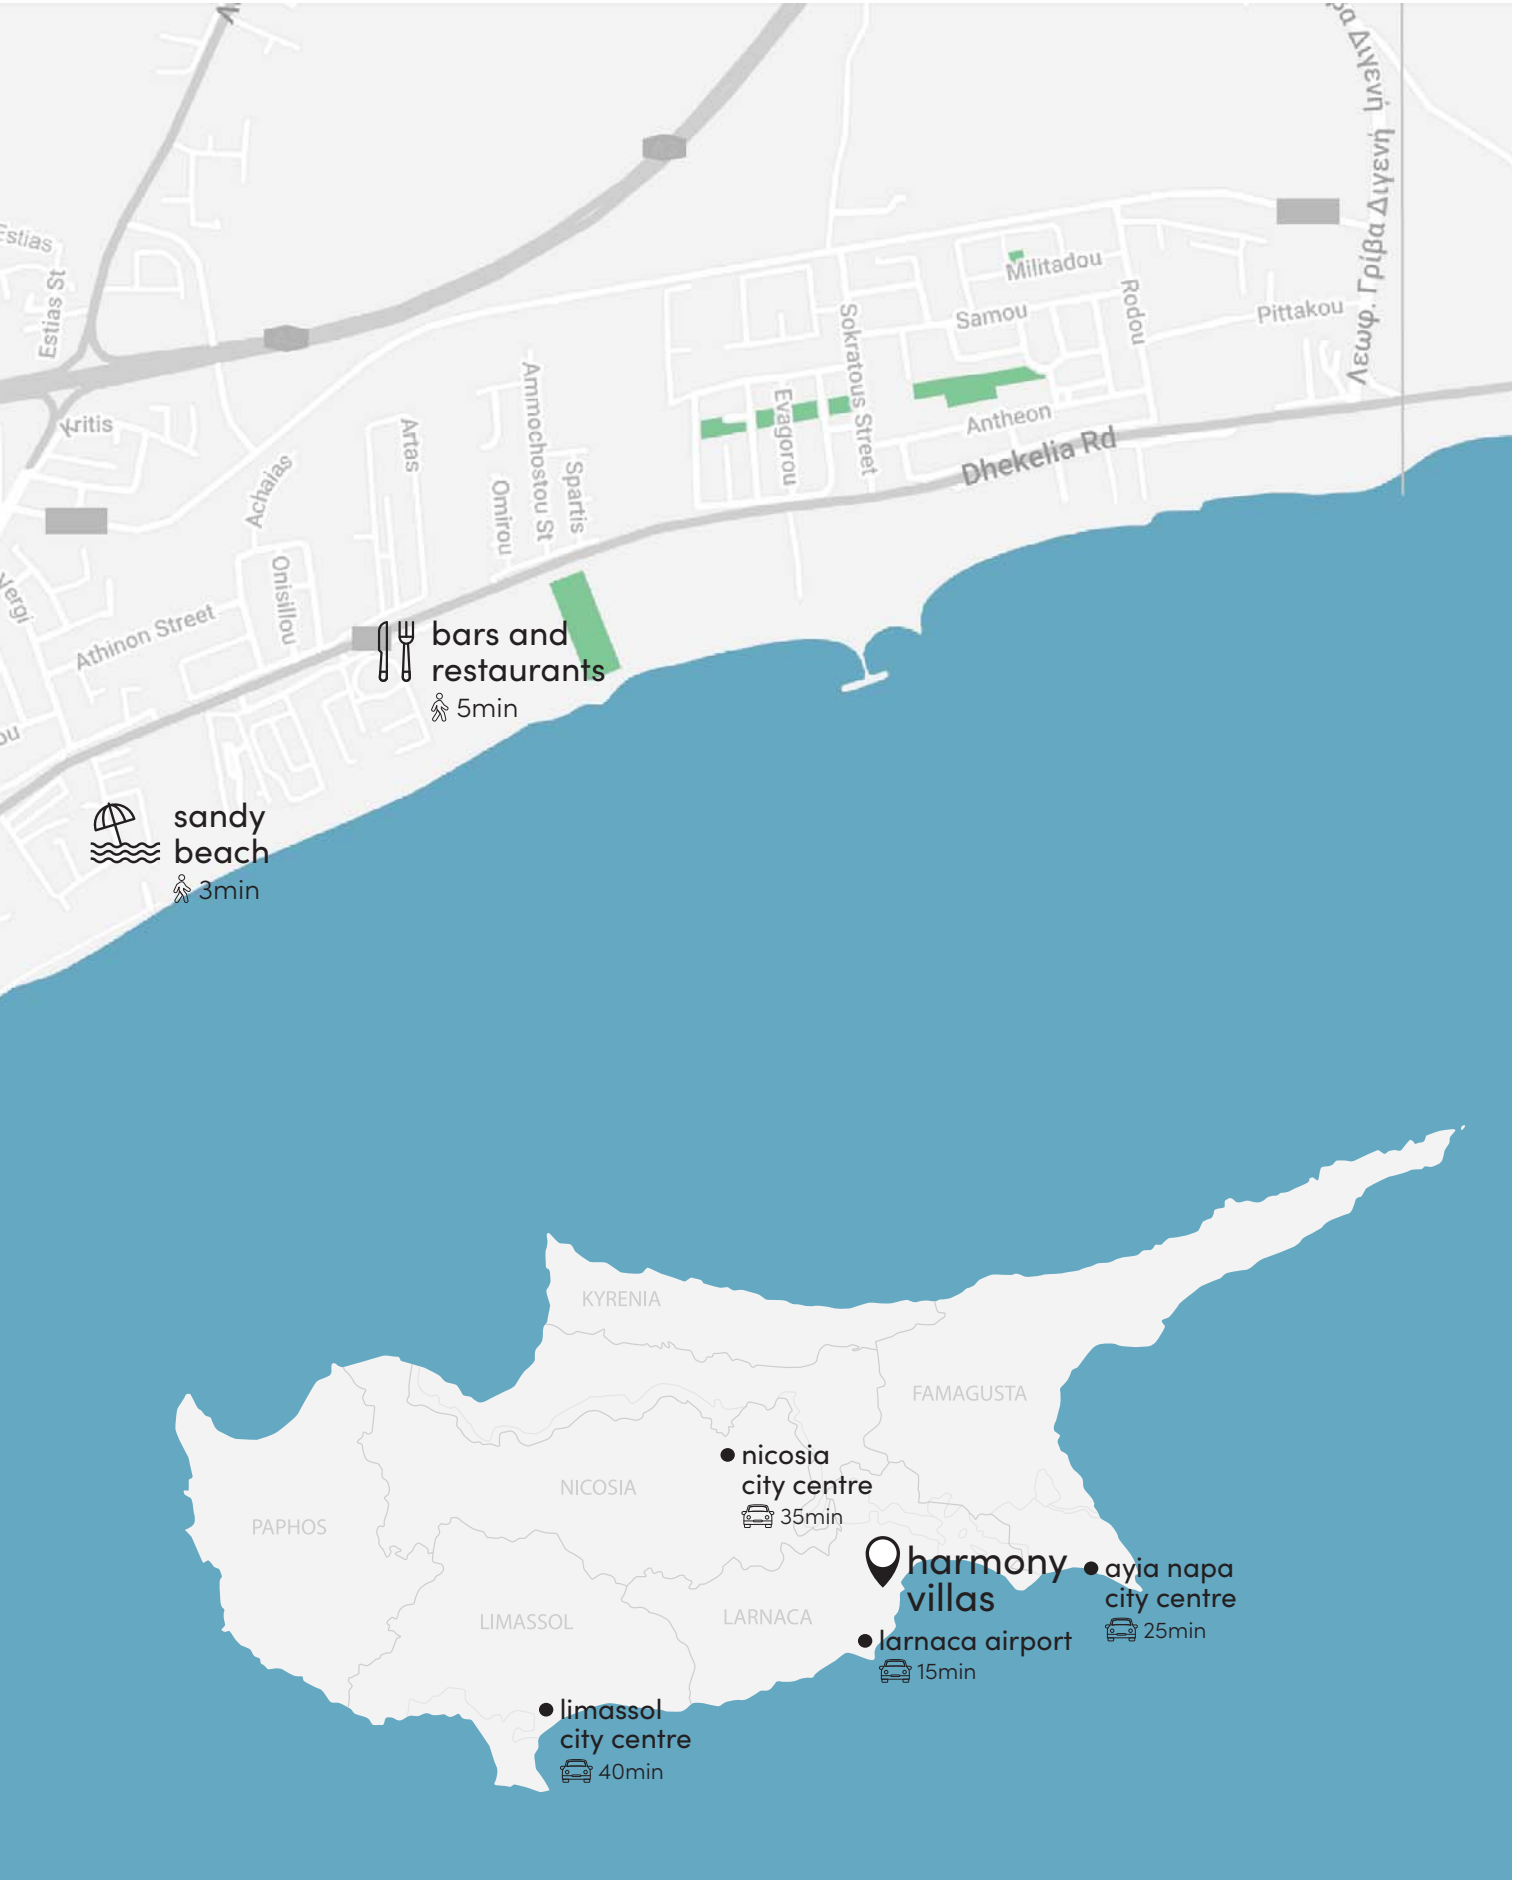 Λεωφ. Γρίβα Διγενή
Estias
Estias St
Militadou
Rodou
Samou
Pittakou
Sokratous Street
Ammochostou St
Evagorou
Kritis
Artas
Antheon
Dhekelia Rd
Achaias
Spartis
Omirou
Onisillou
Athinon Street
bars and
restaurants
5min
sandy
beach
3min
KYRENIA
FAMAGUSTA
nicosia
city centre
35min
NICOSIA
PAPHOS
harmony
villas
ayia napa
city centre
25min
LIMASSOL
LARNACA
larnaca airport
15min
limassol
city centre
40min